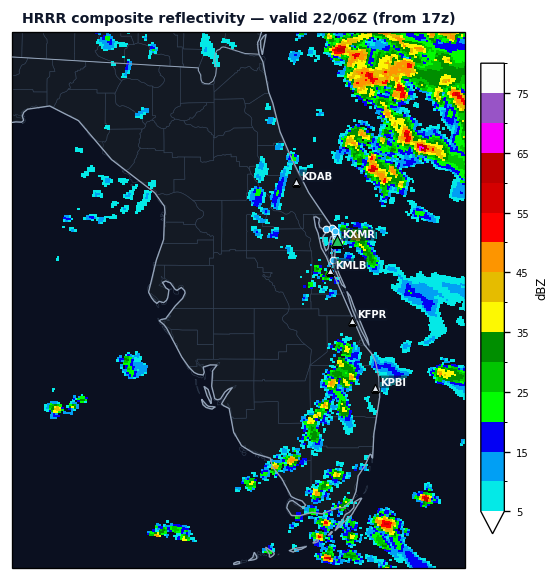 HRRR composite reflectivity — valid 22/06Z (from 17z)
KDAB
KXMR
KMLB
KFPR
KPBI
75
65
55
45
35
25
15
5
dBZ